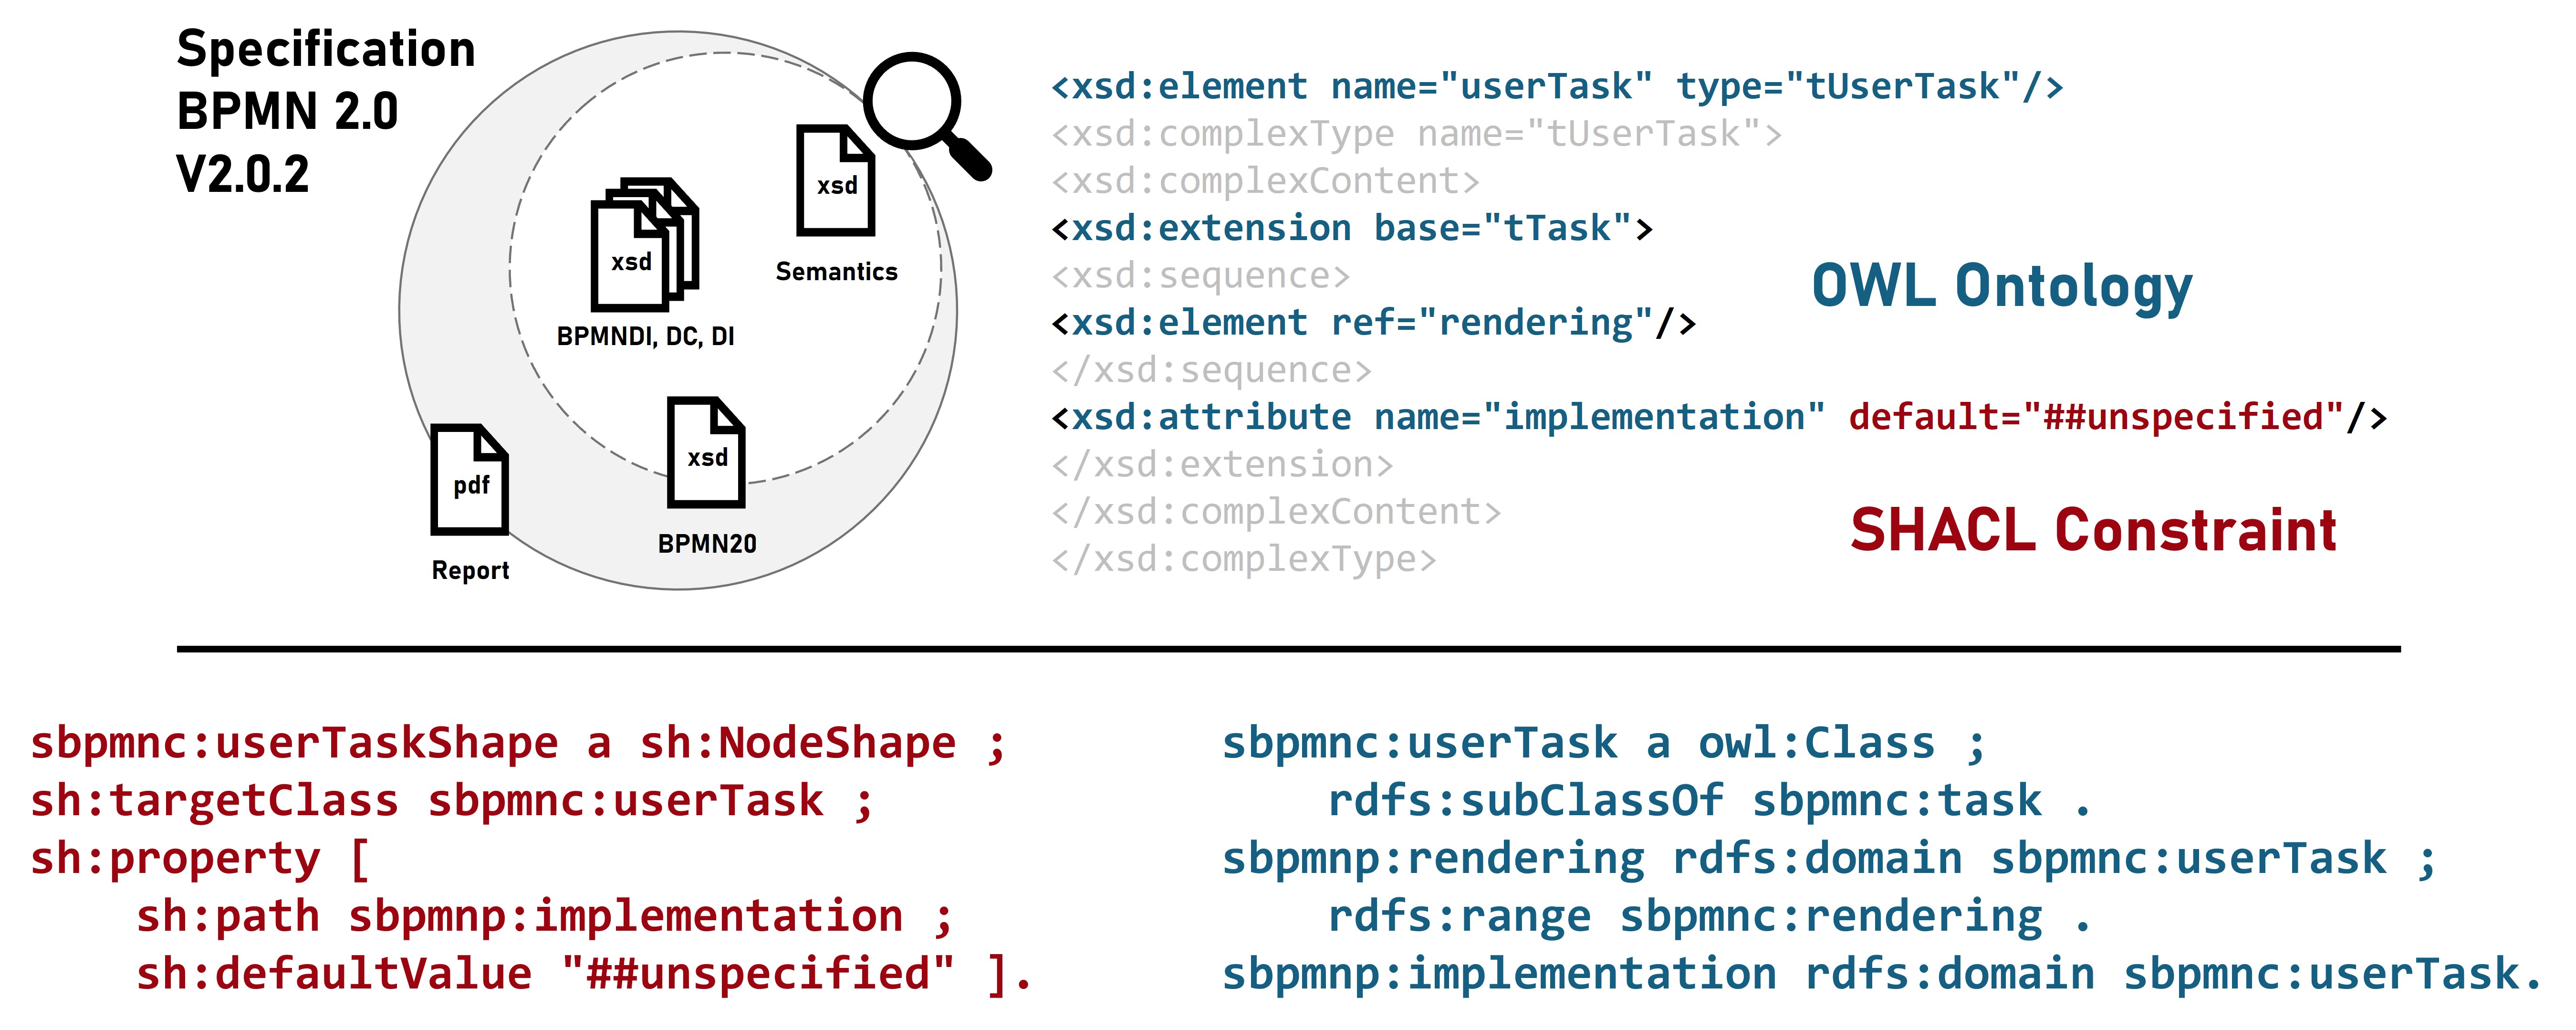 Specification
BPMN 2.0
V2.0.2
xsd
Semantics
xsd
BPMNDI, DC, DI
xsd
BPMN20
pdf
Report
<xsd:element name="userTask" type="tUserTask"/>
<xsd:complexType name="tUserTask">
<xsd:complexContent>
<xsd:extension base="tTask">
<xsd:sequence>
<xsd:element ref="rendering"/>
</xsd:sequence>
<xsd:attribute name="implementation" default="##unspecified"/>
</xsd:extension>
</xsd:complexContent>
</xsd:complexType>
OWL Ontology
SHACL Constraint
sbpmnc:userTaskShape a sh:NodeShape ;
sh:targetClass sbpmnc:userTask ;
sh:property [
sh:path sbpmnp:implementation ;
sh:defaultValue "##unspecified" ].
sbpmnc:userTask a owl:Class ;
rdfs:subClassOf sbpmnc:task .
sbpmnp:rendering rdfs:domain sbpmnc:userTask ;
rdfs:range sbpmnc:rendering .
sbpmnp:implementation rdfs:domain sbpmnc:userTask.